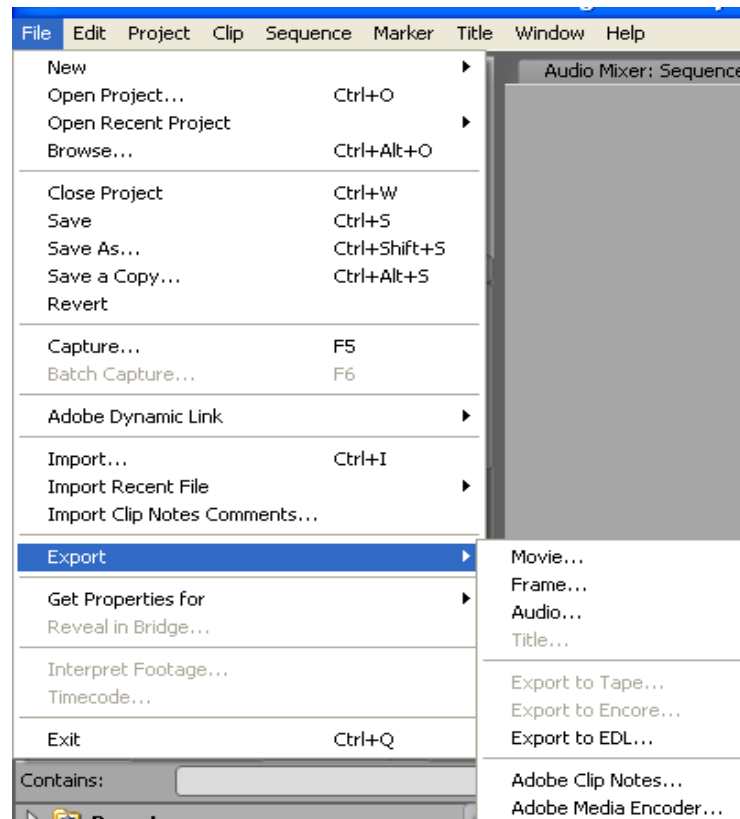 File Edit Project Clip Sequence Marker Title Window Help
Audio Mixer: Sequence
New
Open Project... Ctrl+O
Open Recent Project
Browse... Ctrl+Alt+O
Close Project Ctrl+W
Save Ctrl+S
Save As... Ctrl+Shift+S
Save a Copy... Ctrl+Alt+S
Revert
Capture... F5
Batch Capture... F6
Adobe Dynamic Link
Import... Ctrl+I
Import Recent File
Import Clip Notes Comments...
Export
Get Properties for
Reveal in Bridge...
Interpret Footage...
Timecode...
Exit Ctrl+Q
Movie...
Frame...
Audio...
Title...
Export to Tape...
Export to Encore...
Export to EDL...
Adobe Clip Notes...
Adobe Media Encoder...
Contains: